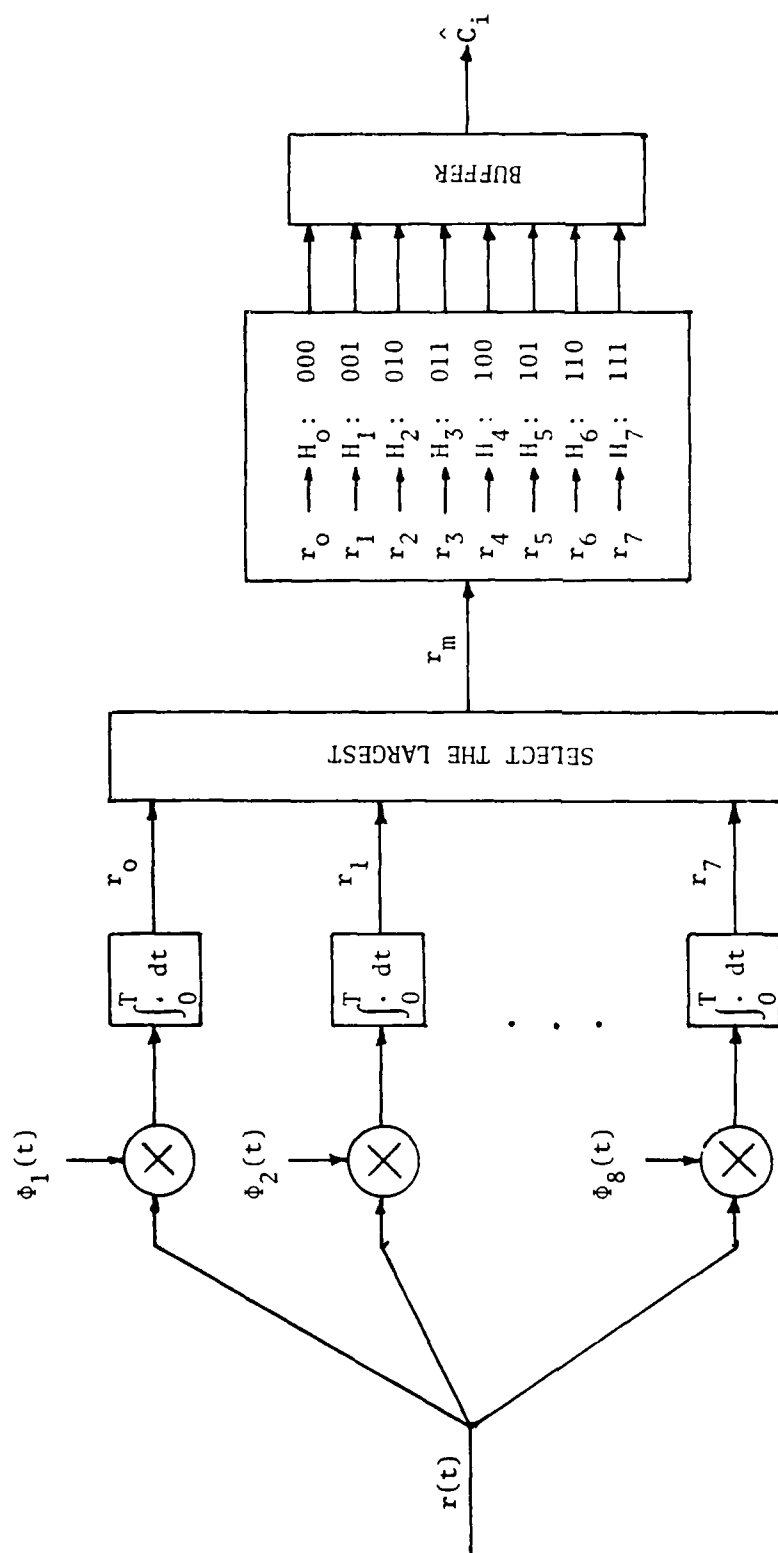 r(t)
Φ₁(t)
Φ₂(t)
Φ₈(t)
∫₀ᵀ · dt
∫₀ᵀ · dt
. . .
∫₀ᵀ · dt
r₀
r₁
r₇
SELECT THE LARGEST
rₘ
r₀ → H₀: 000
r₁ → H₁: 001
r₂ → H₂: 010
r₃ → H₃: 011
r₄ → H₄: 100
r₅ → H₅: 101
r₆ → H₆: 110
r₇ → H₇: 111
BUFFER
Ĉᵢ